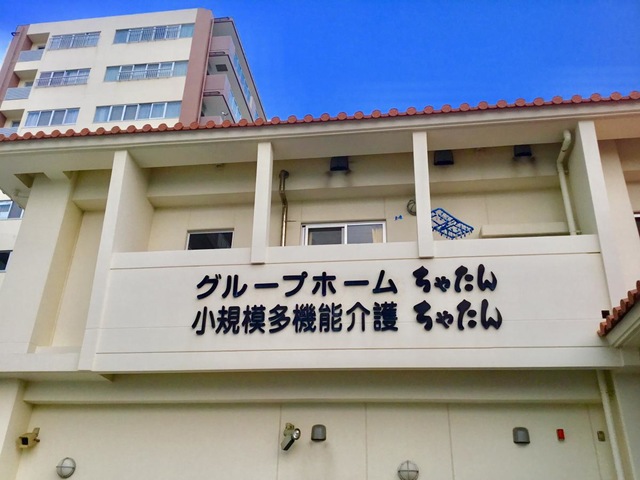 グループホーム ちゃたん
小規模多機能介護 ちゃたん